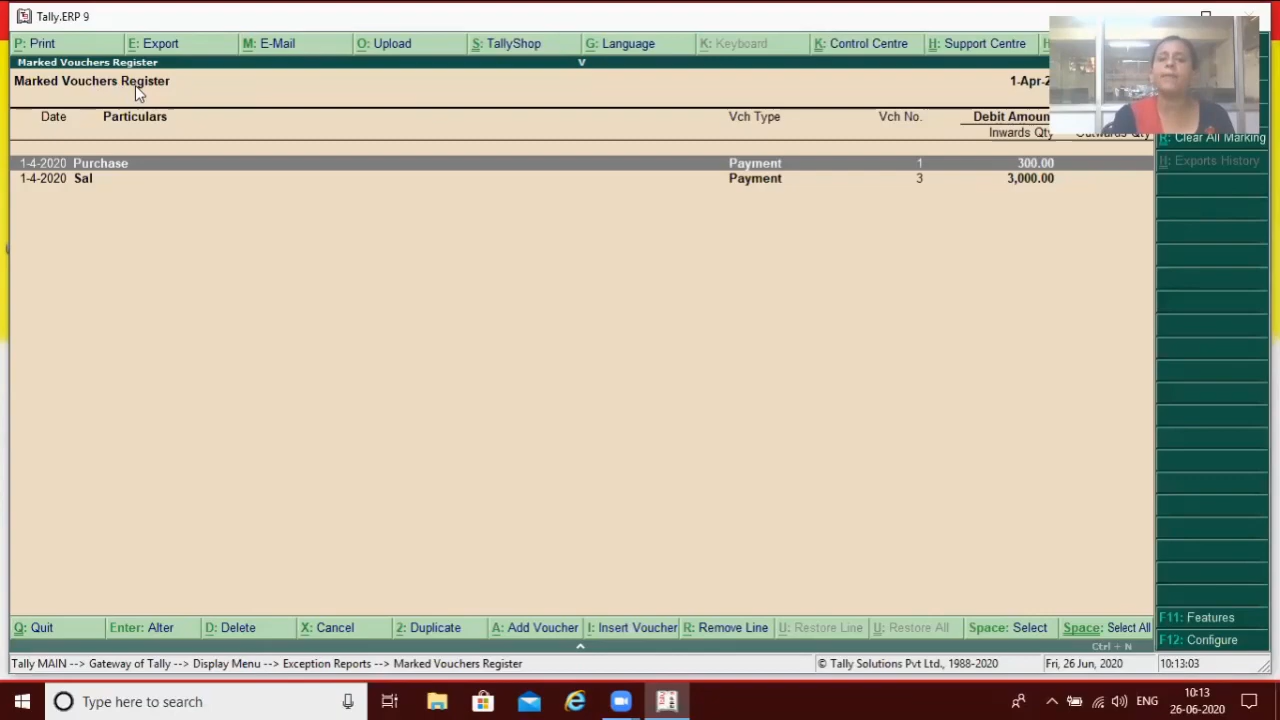 Tally.ERP 9
P: Print E: Export M: E-Mail O: Upload S: TallyShop G: Language K: Keyboard K: Control Centre H: Support Centre H
Marked Vouchers Register V
Marked Vouchers Register 1-Apr-2
Date Particulars Vch Type Vch No. Debit Amoun
Inwards Qty Outwards Qty
R: Clear All Marking
H: Exports History
1-4-2020 Purchase Payment 1 300.00
1-4-2020 Sal Payment 3 3,000.00
F11: Features
Q: Quit Enter: Alter D: Delete X: Cancel 2: Duplicate A: Add Voucher I: Insert Voucher R: Remove Line U: Restore Line U: Restore All Space: Select Space: Select All
F12: Configure
Ctrl + N
Tally MAIN --> Gateway of Tally --> Display Menu --> Exception Reports --> Marked Vouchers Register © Tally Solutions Pvt Ltd., 1988-2020 Fri, 26 Jun, 2020 10:13:03
Type here to search ENG 10:13
26-06-2020